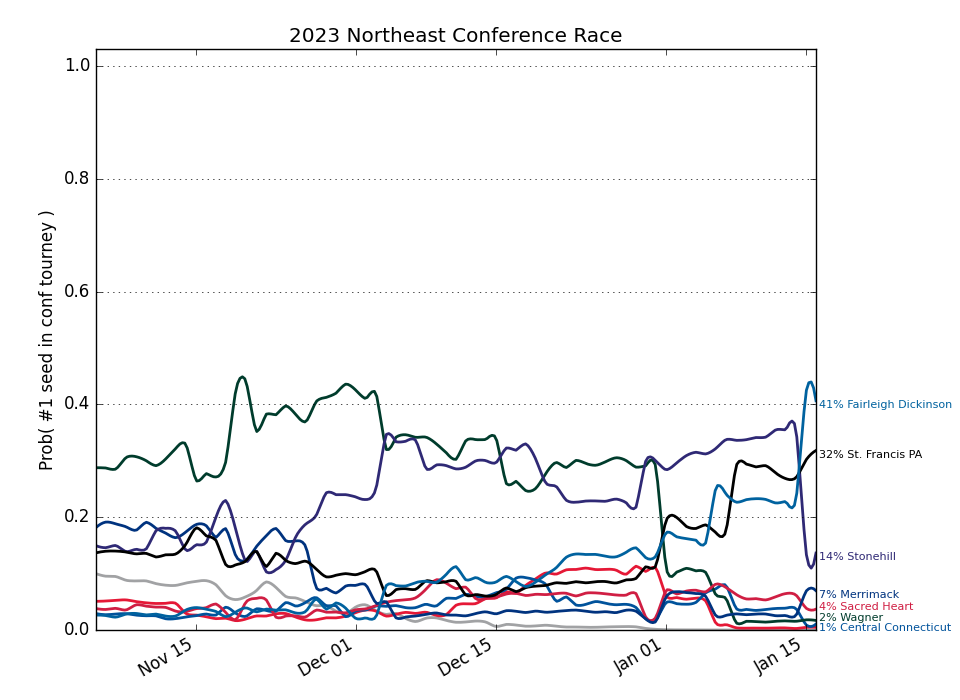 2023 Northeast Conference Race
Prob( #1 seed in conf tourney )
1.0
0.8
0.6
0.4
0.2
0.0
Nov 15
Dec 01
Dec 15
Jan 01
Jan 15
41% Fairleigh Dickinson
32% St. Francis PA
14% Stonehill
7% Merrimack
4% Sacred Heart
2% Wagner
1% Central Connecticut